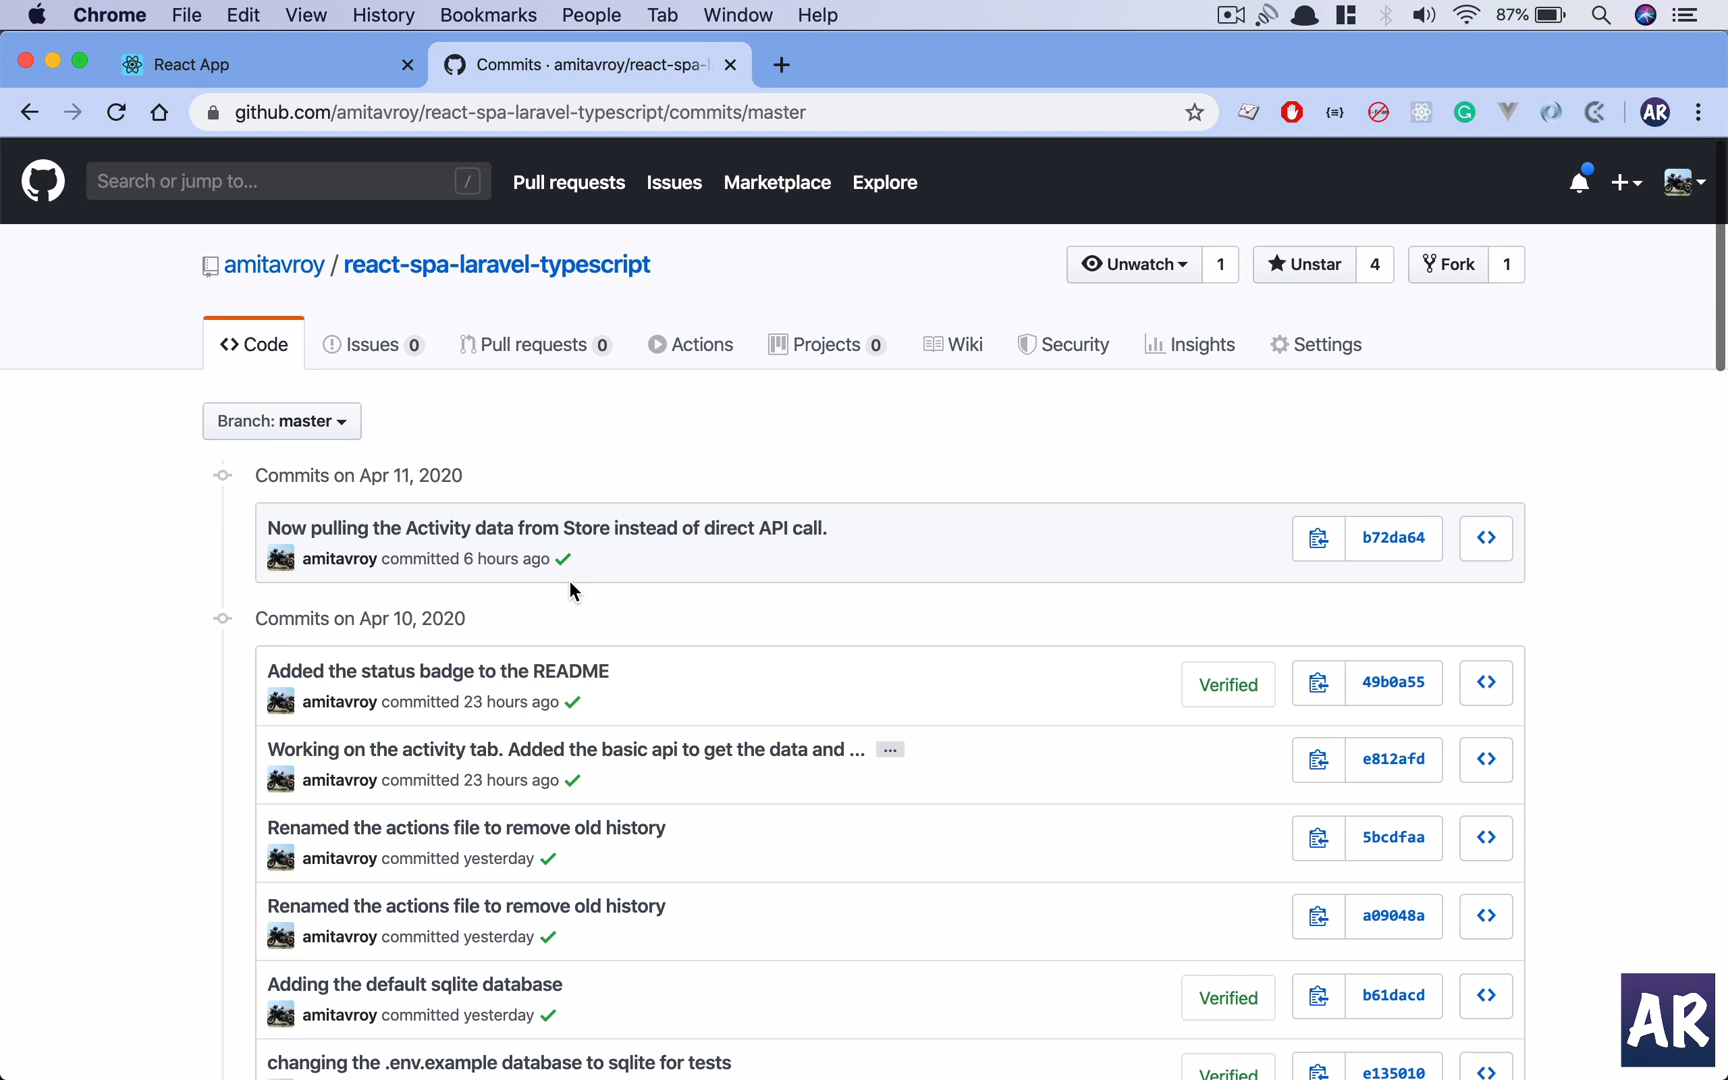 Chrome File Edit View History Bookmarks People Tab Window Help 87%
React App
Commits · amitavroy/react-spa-l
github.com/amitavroy/react-spa-laravel-typescript/commits/master
AR
Search or jump to... /
Pull requests Issues Marketplace Explore
amitavroy / react-spa-laravel-typescript
Unwatch 1 Unstar 4 Fork 1
Code Issues 0 Pull requests 0 Actions Projects 0 Wiki Security Insights Settings
Branch: master
Commits on Apr 11, 2020
Now pulling the Activity data from Store instead of direct API call.
amitavroy committed 6 hours ago
b72da64
Commits on Apr 10, 2020
Added the status badge to the README
amitavroy committed 23 hours ago
Verified 49b0a55
Working on the activity tab. Added the basic api to get the data and ... …
amitavroy committed 23 hours ago
e812afd
Renamed the actions file to remove old history
amitavroy committed yesterday
5bcdfaa
Renamed the actions file to remove old history
amitavroy committed yesterday
a09048a
Adding the default sqlite database
amitavroy committed yesterday
Verified b61dacd
changing the .env.example database to sqlite for tests
Verified e135010
AR